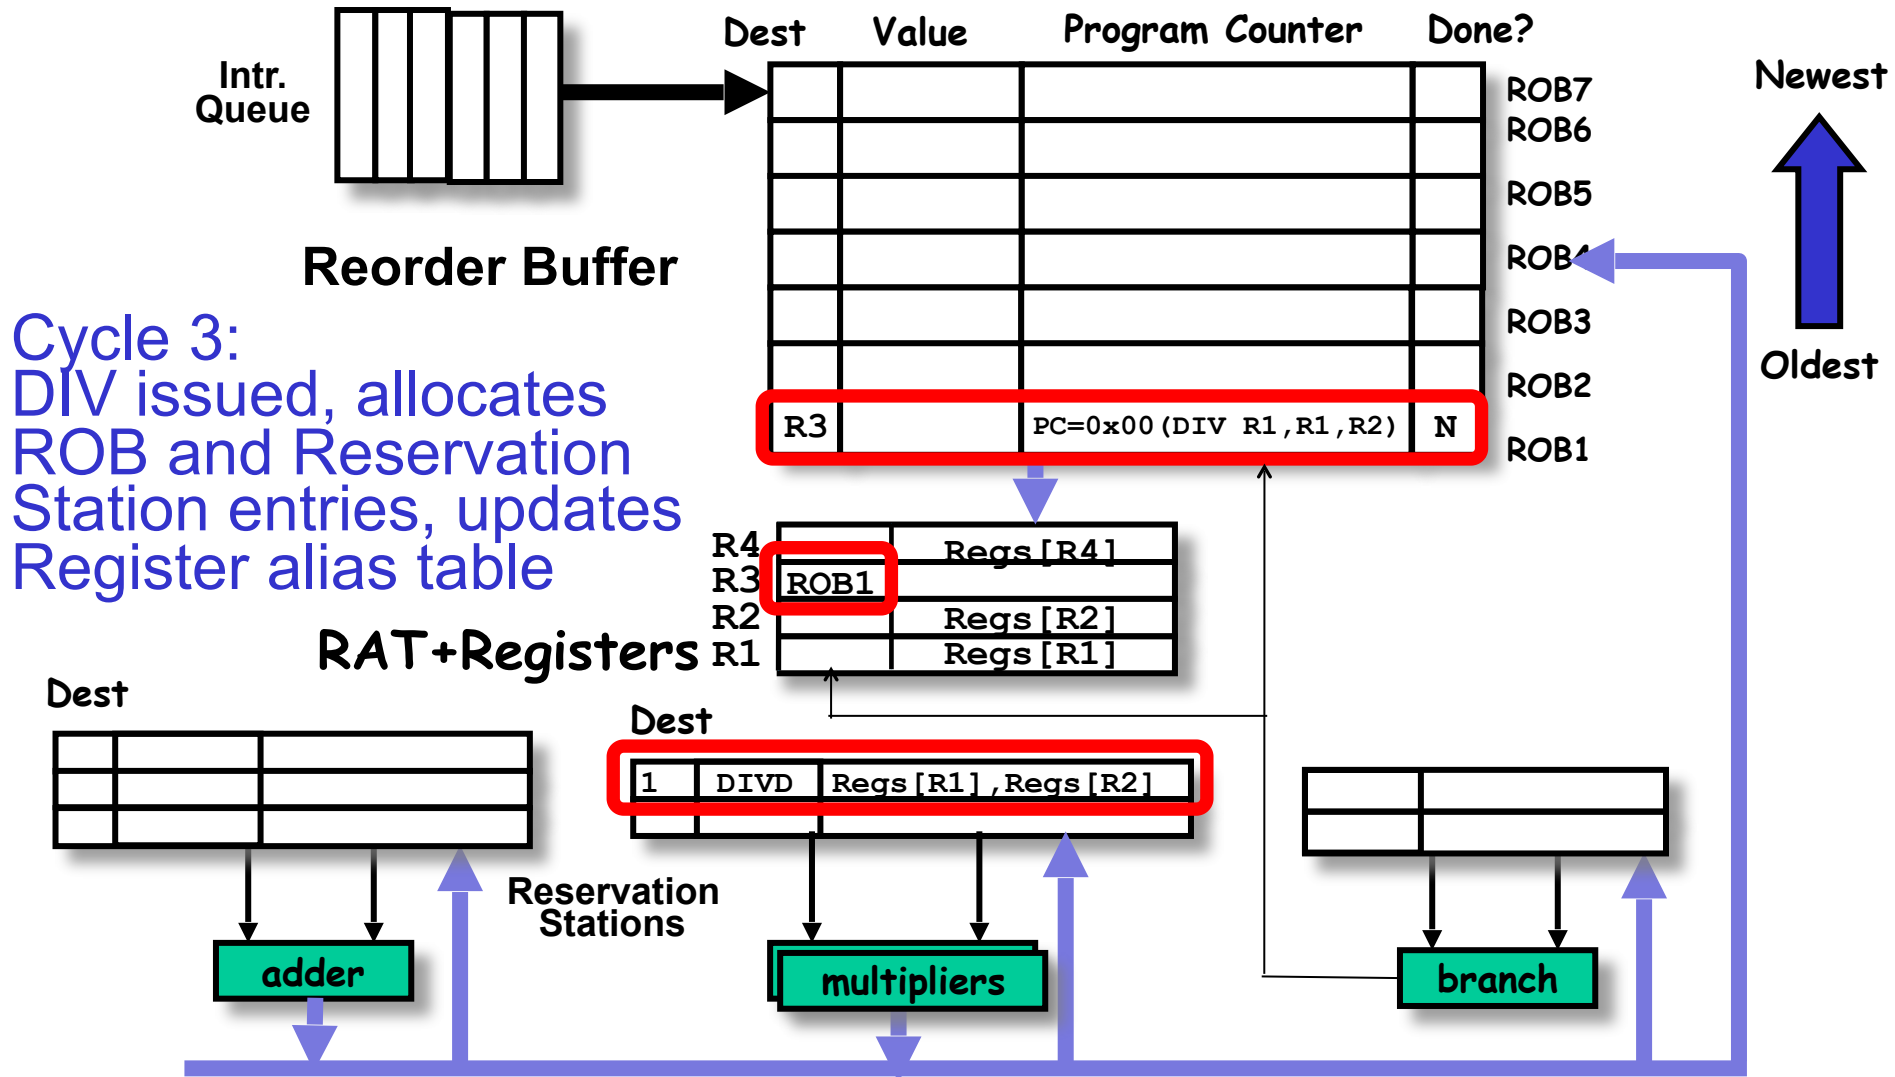 Dest Value Program Counter Done?
Intr.
Queue
ROB7
ROB6
ROB5
ROB4
ROB3
ROB2
ROB1
Newest
Oldest
Reorder Buffer
Cycle 3:
DIV issued, allocates
ROB and Reservation
Station entries, updates
Register alias table
R3 PC=0x00(DIV R1,R1,R2) N
R4 Regs[R4]
R3 ROB1
R2 Regs[R2]
R1 Regs[R1]
RAT+Registers
Dest
Dest
1 DIVD Regs[R1],Regs[R2]
Reservation
Stations
adder
multipliers
branch